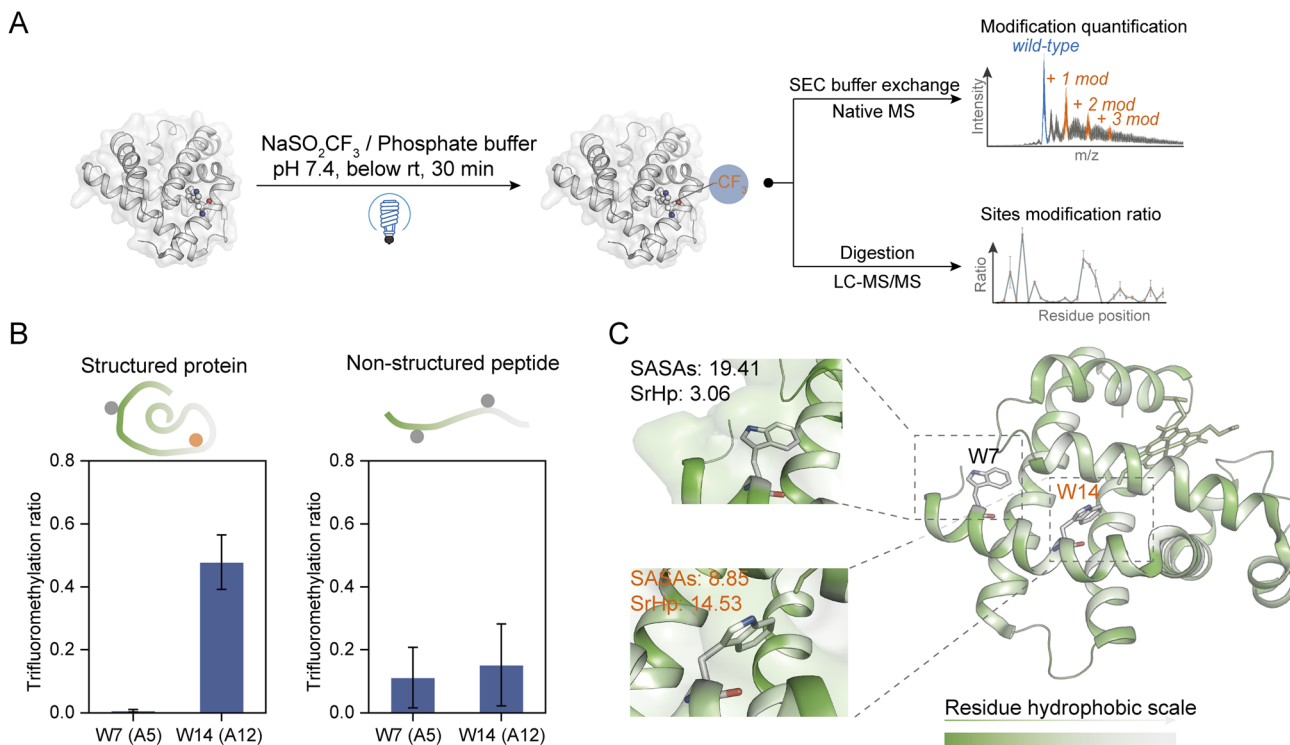 A
NaSO2CF3 / Phosphate buffer
pH 7.4, below rt, 30 min
CF3
SEC buffer exchange
Native MS
Modification quantification
wild-type
+ 1 mod
+ 2 mod
+ 3 mod
Intensity
m/z
Digestion
LC-MS/MS
Sites modification ratio
Ratio
Residue position
B
Structured protein
Trifluoromethylation ratio
0.8
0.6
0.4
0.2
0.0
W7 (A5)
W14 (A12)
Non-structured peptide
Trifluoromethylation ratio
0.8
0.6
0.4
0.2
0.0
W7 (A5)
W14 (A12)
C
SASAs: 19.41
SrHp: 3.06
SASAs: 8.85
SrHp: 14.53
W7
W14
Residue hydrophobic scale